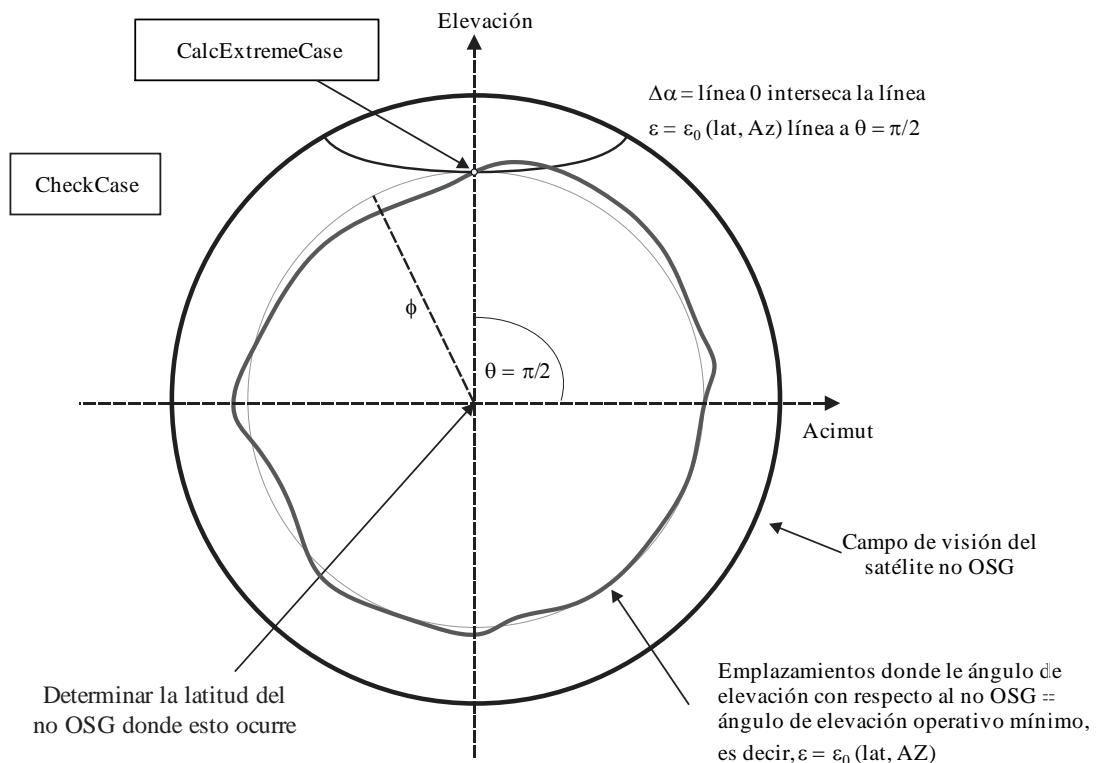 Elevación
CalcExtremeCase
Δα = línea 0 interseca la línea
ε = ε₀ (lat, Az) línea a θ = π/2
CheckCase
ϕ
θ = π/2
Acimut
Campo de visión del
satélite no OSG
Determinar la latitud del
no OSG donde esto ocurre
Emplazamientos donde le ángulo de
elevación con respecto al no OSG =
ángulo de elevación operativo mínimo,
es decir, ε = ε₀ (lat, AZ)